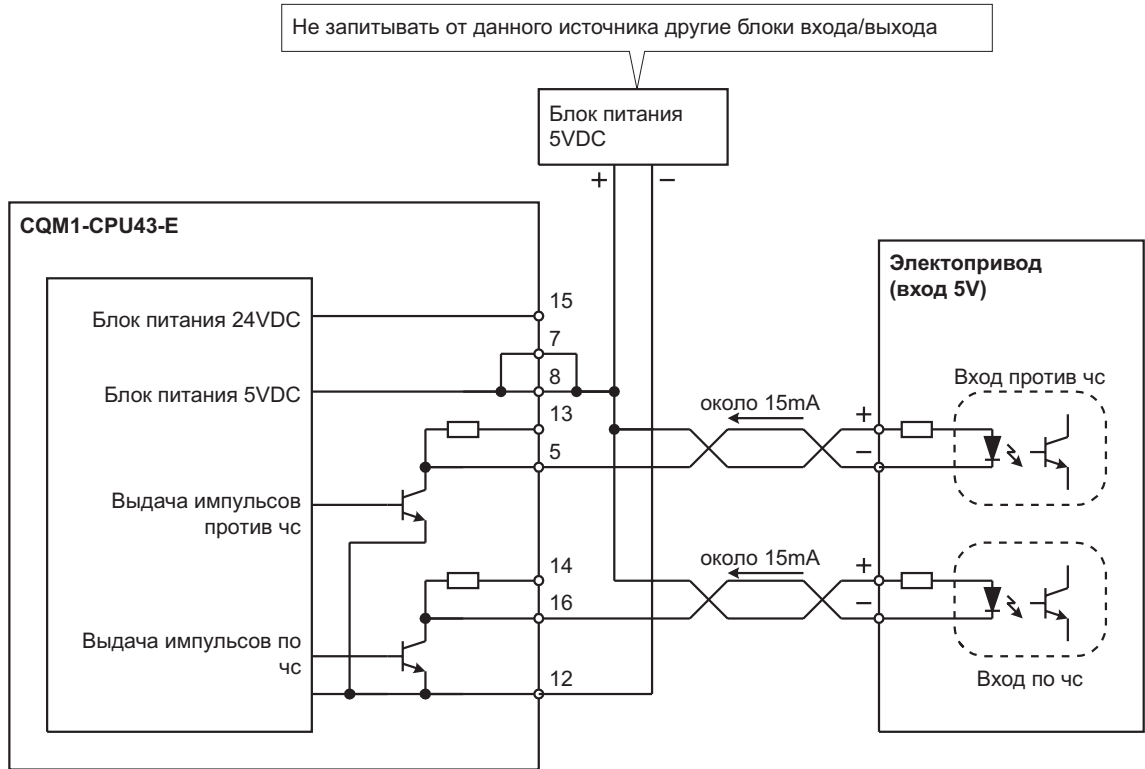 Не запитывать от данного источника другие блоки входа/выхода
Блок питания
5VDC
+
−
CQM1-CPU43-E
Блок питания 24VDC
15
7
Блок питания 5VDC
8
13
5
Выдача импульсов
против чс
14
16
Выдача импульсов по
чс
12
около 15mA
+
−
около 15mA
+
−
Электопривод
(вход 5V)
Вход против чс
Вход по чс